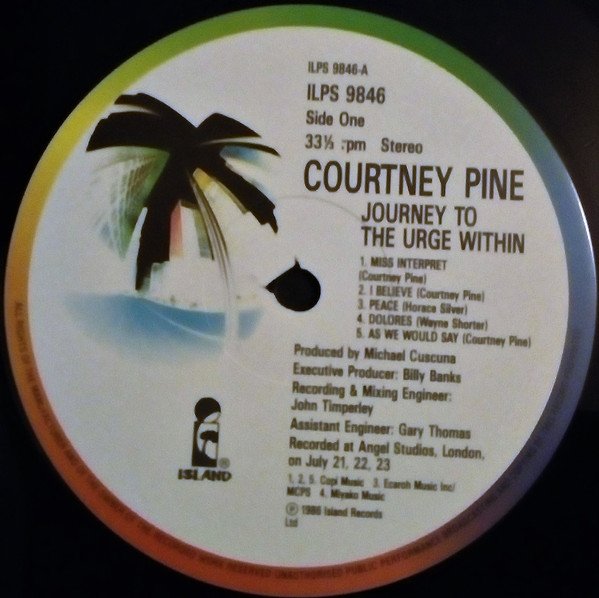 ILPS 9846-A
ILPS 9846
Side One
33⅓ rpm Stereo
COURTNEY PINE
JOURNEY TO
THE URGE WITHIN
1. MISS INTERPRET
(Courtney Pine)
2. I BELIEVE (Courtney Pine)
3. PEACE (Horace Silver)
4. DOLORES (Wayne Shorter)
5. AS WE WOULD SAY (Courtney Pine)
Produced by Michael Cuscuna
Executive Producer: Billy Banks
Recording & Mixing Engineer:
John Timperley
Assistant Engineer: Gary Thomas
Recorded at Angel Studios, London,
on July 21, 22, 23
1, 2, 5. Copi Music 3. Ecaroh Music Inc/
MCPS 4. Miyako Music
℗ 1986 Island Records
Ltd
ISLAND®